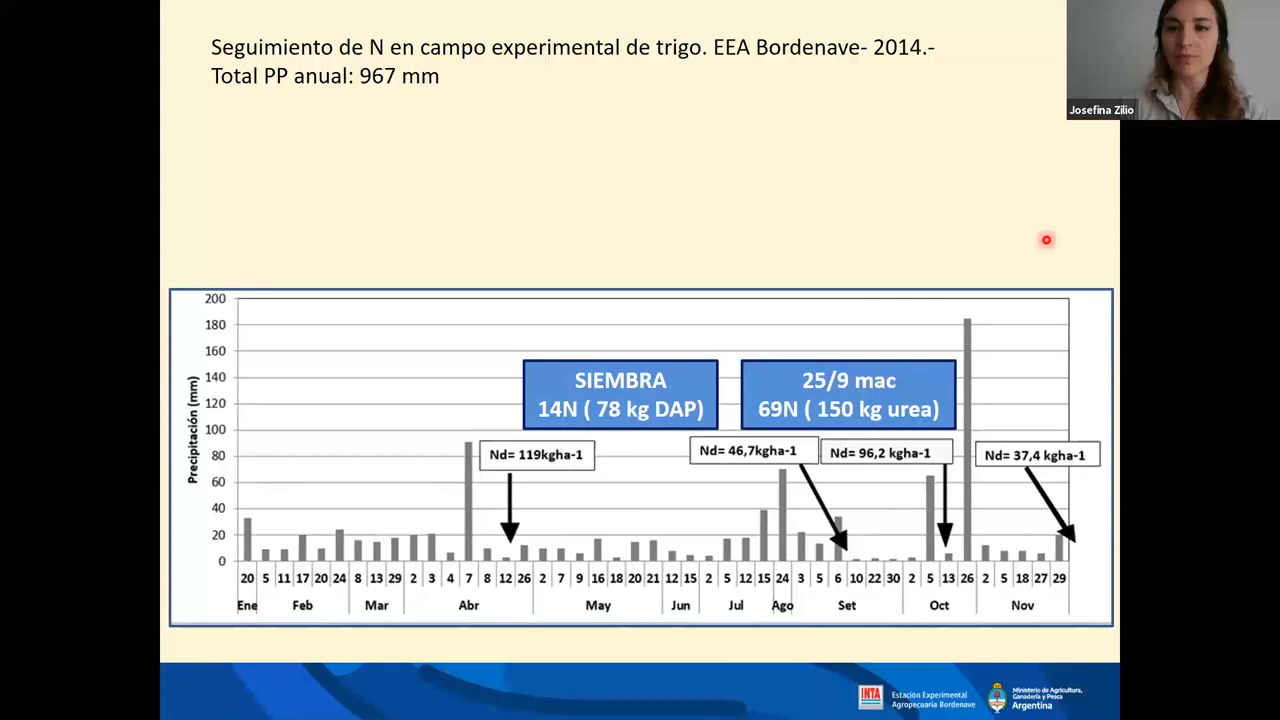 Seguimiento de N en campo experimental de trigo. EEA Bordenave- 2014.-
Total PP anual: 967 mm
Josefina Zilio
Precipitación (mm)
200
180
160
140
120
100
80
60
40
20
0
SIEMBRA
14N ( 78 kg DAP)
25/9 mac
69N ( 150 kg urea)
Nd= 119kgha-1
Nd= 46,7kgha-1
Nd= 96,2 kgha-1
Nd= 37,4 kgha-1
20 5 11 17 20 24 8 13 29 2 3 4 7 8 12 26 2 7 9 16 18 20 21 12 15 2 5 12 15 24 3 5 6 10 22 30 2 5 13 26 2 5 18 27 29
Ene Feb Mar Abr May Jun Jul Ago Set Oct Nov
INTA
Estación Experimental
Agropecuaria Bordenave
Ministerio de Agricultura,
Ganadería y Pesca
Argentina